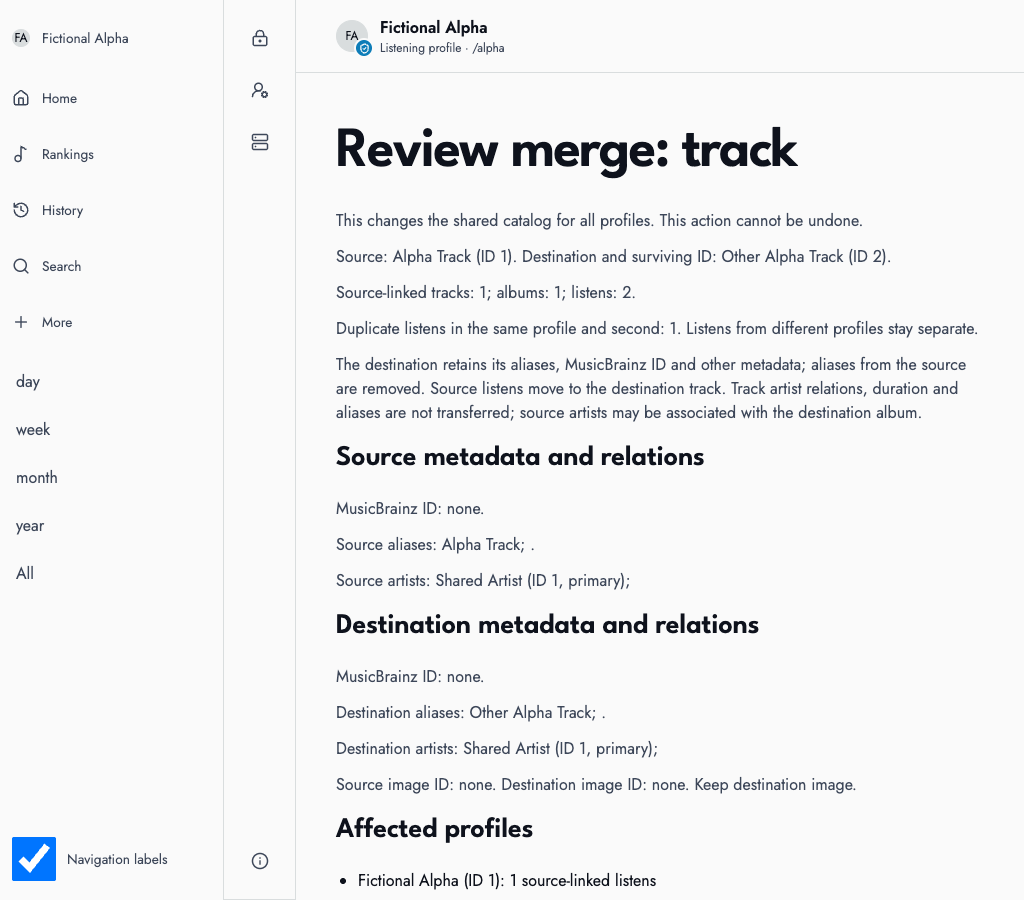 FA Fictional Alpha
Home
Rankings
History
Search
More
day
week
month
year
All
Navigation labels
FA
Fictional Alpha
Listening profile · /alpha
Review merge: track
This changes the shared catalog for all profiles. This action cannot be undone.
Source: Alpha Track (ID 1). Destination and surviving ID: Other Alpha Track (ID 2).
Source-linked tracks: 1; albums: 1; listens: 2.
Duplicate listens in the same profile and second: 1. Listens from different profiles stay separate.
The destination retains its aliases, MusicBrainz ID and other metadata; aliases from the source
are removed. Source listens move to the destination track. Track artist relations, duration and
aliases are not transferred; source artists may be associated with the destination album.
Source metadata and relations
MusicBrainz ID: none.
Source aliases: Alpha Track; .
Source artists: Shared Artist (ID 1, primary);
Destination metadata and relations
MusicBrainz ID: none.
Destination aliases: Other Alpha Track; .
Destination artists: Shared Artist (ID 1, primary);
Source image ID: none. Destination image ID: none. Keep destination image.
Affected profiles
• Fictional Alpha (ID 1): 1 source-linked listens